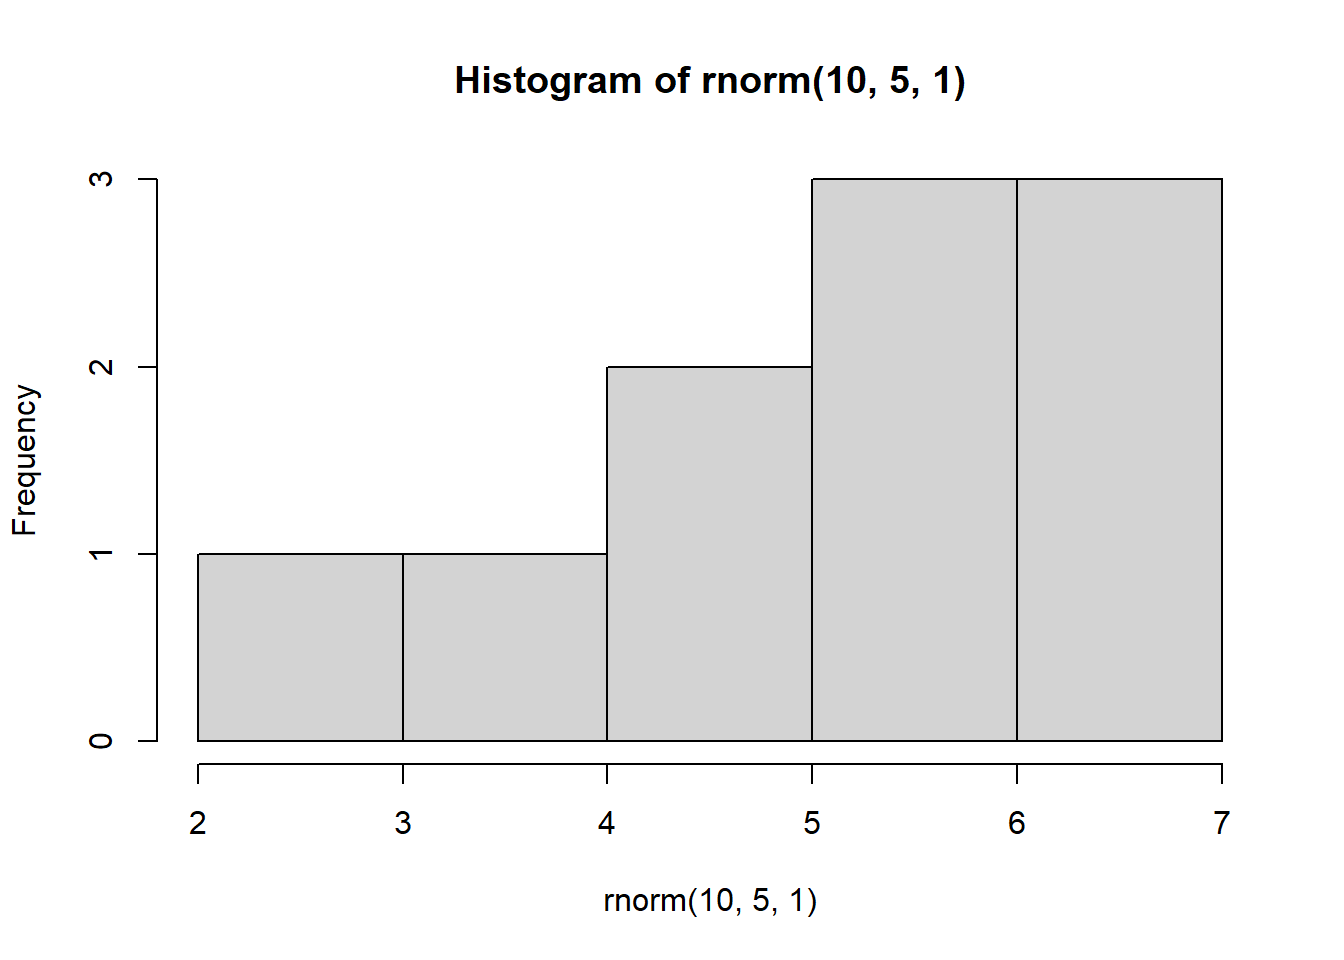 Histogram of rnorm(10, 5, 1)
3
2
1
0
Frequency
2 3 4 5 6 7
rnorm(10, 5, 1)